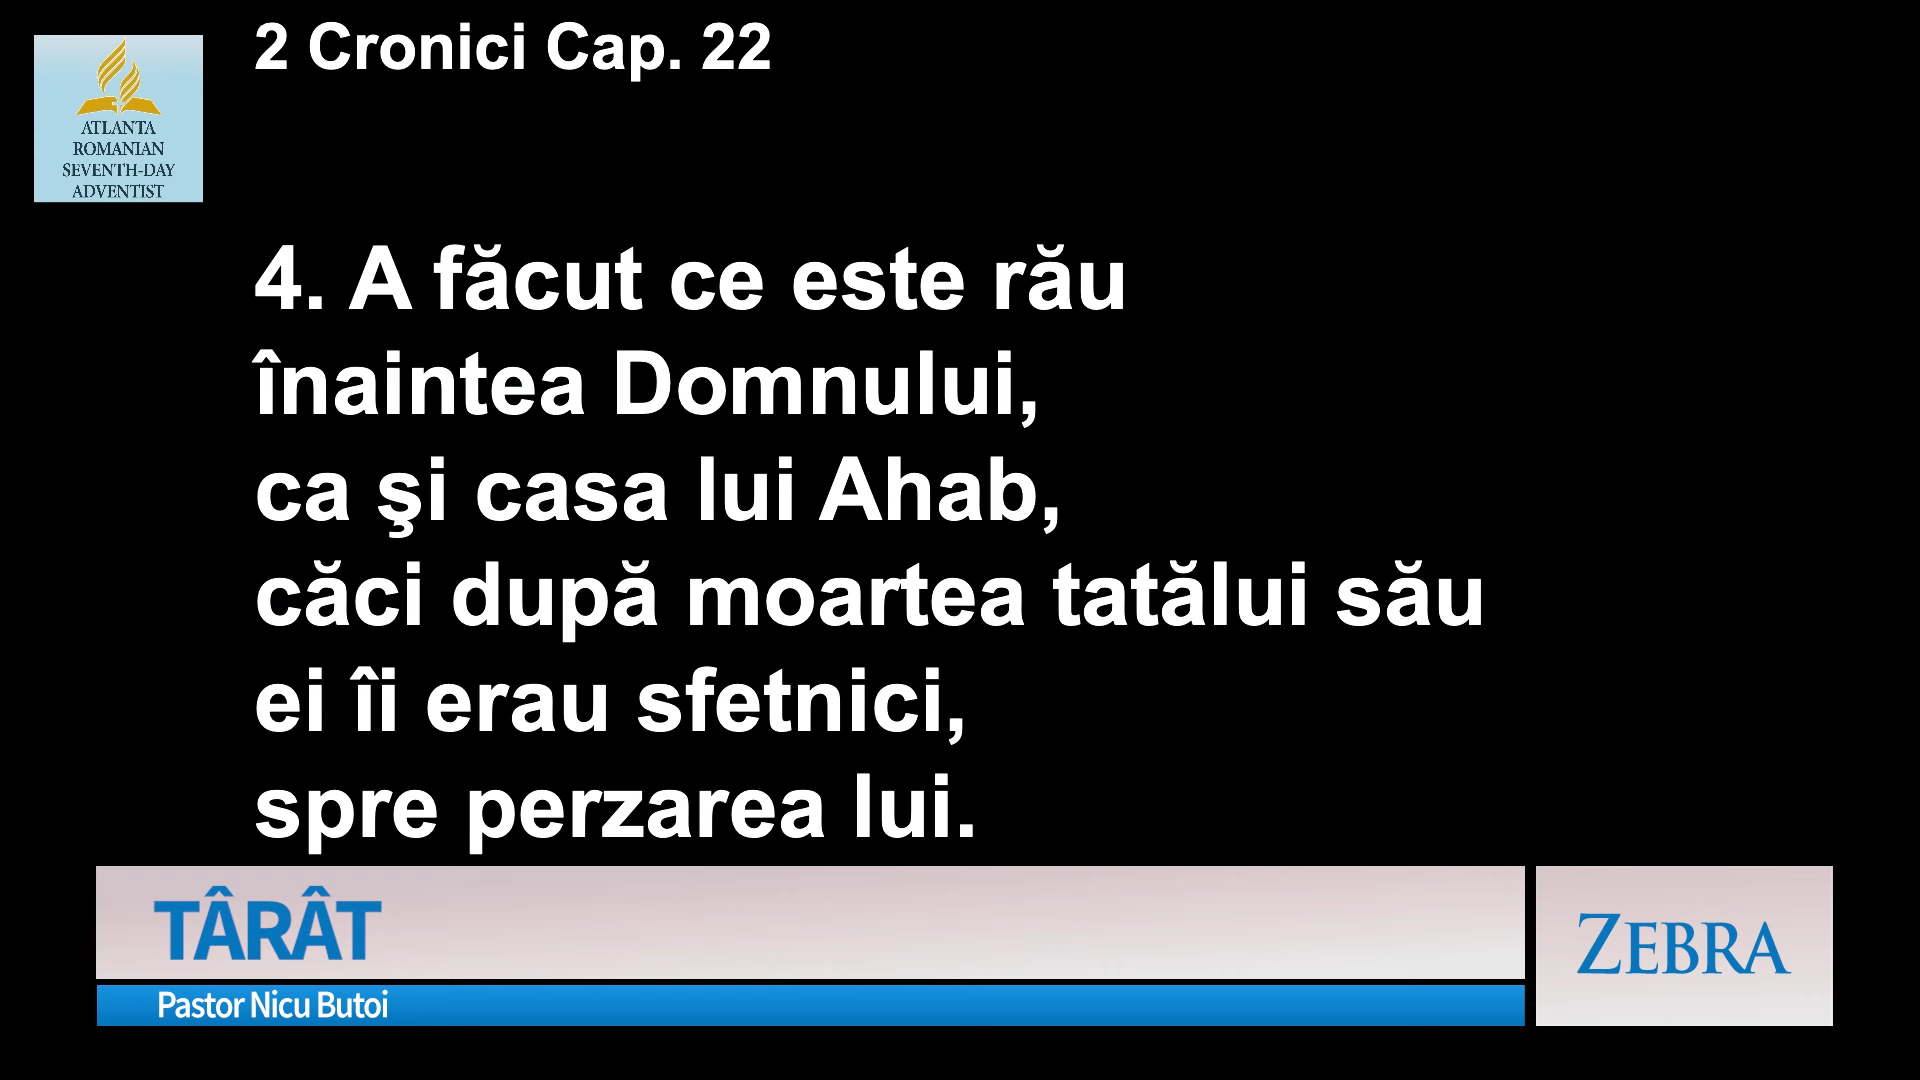 2 Cronici Cap. 22
ATLANTA
ROMANIAN
SEVENTH-DAY
ADVENTIST
4. A făcut ce este rău
înaintea Domnului,
ca şi casa lui Ahab,
căci după moartea tatălui său
ei îi erau sfetnici,
spre perzarea lui.
TÂRÂT
Pastor Nicu Butoi
ZEBRA